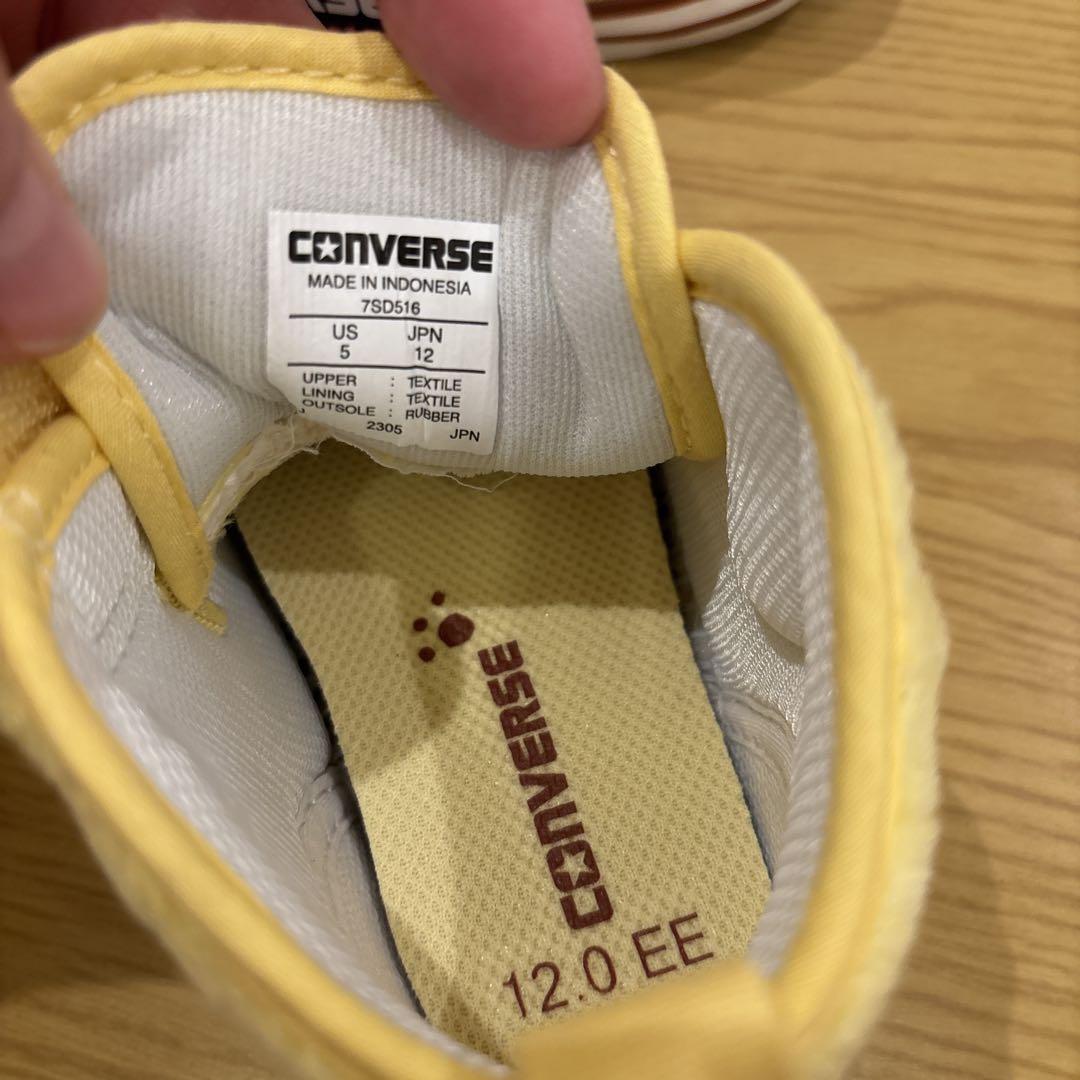 CONVERSE
MADE IN INDONESIA
7SD516
US JPN
5 12
UPPER : TEXTILE
LINING : TEXTILE
OUTSOLE : RUBBER
2305 JPN
CONVERSE
12.0 EE